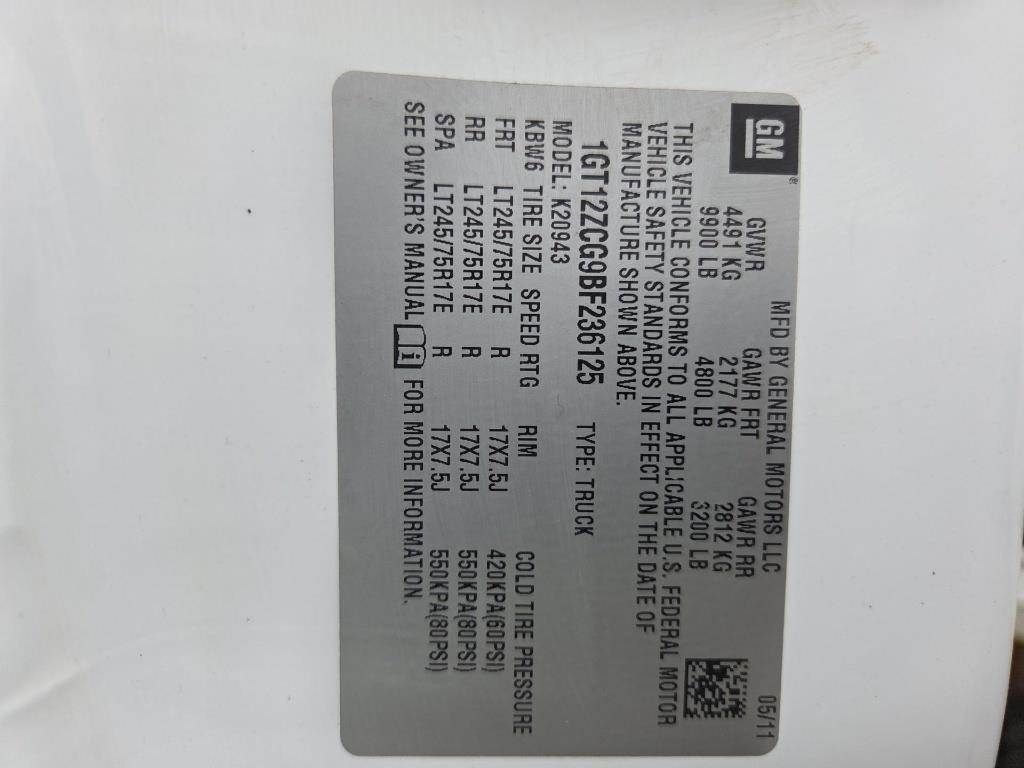 GM®
MFD BY GENERAL MOTORS LLC 05/11
GVWR GAWR FRT GAWR RR
4491 KG 2177 KG 2812 KG
9900 LB 4800 LB 6200 LB
THIS VEHICLE CONFORMS TO ALL APPLICABLE U.S. FEDERAL MOTOR
VEHICLE SAFETY STANDARDS IN EFFECT ON THE DATE OF
MANUFACTURE SHOWN ABOVE.
1GT12ZCG9BF236125 TYPE: TRUCK
MODEL: K20943
KBW6 TIRE SIZE SPEED RTG RIM COLD TIRE PRESSURE
FRT LT245/75R17E R 17X7.5J 420KPA(60PSI)
RR LT245/75R17E R 17X7.5J 550KPA(80PSI)
SPA LT245/75R17E R 17X7.5J 550KPA(80PSI)
SEE OWNER'S MANUAL i FOR MORE INFORMATION.